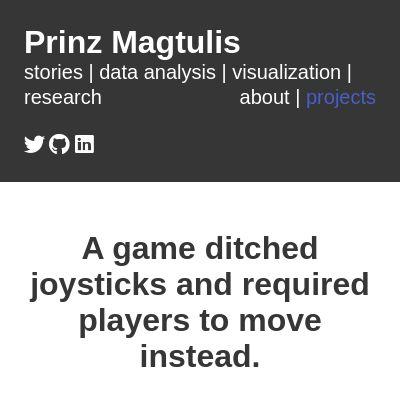 Prinz Magtulis
stories | data analysis | visualization |
research about | projects
A game ditched
joysticks and required
players to move
instead.